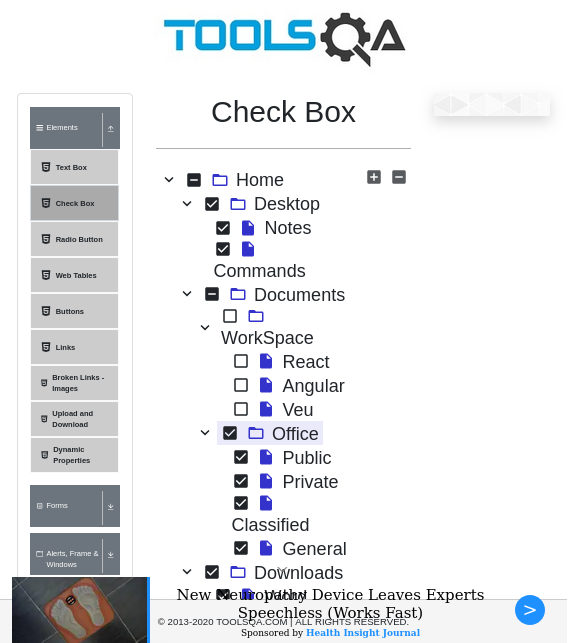 TOOLSQA
Elements
Text Box
Check Box
Radio Button
Web Tables
Buttons
Links
Broken Links -
Images
Upload and
Download
Dynamic
Properties
Forms
Alerts, Frame &
Windows
Check Box
Home
Desktop
Notes
Commands
Documents
WorkSpace
React
Angular
Veu
Office
Public
Private
Classified
General
Downloads
New Neuropathy Device Leaves Experts
Speechless (Works Fast)
© 2013-2020 TOOLSQA.COM | ALL RIGHTS RESERVED.
Sponsored by Health Insight Journal